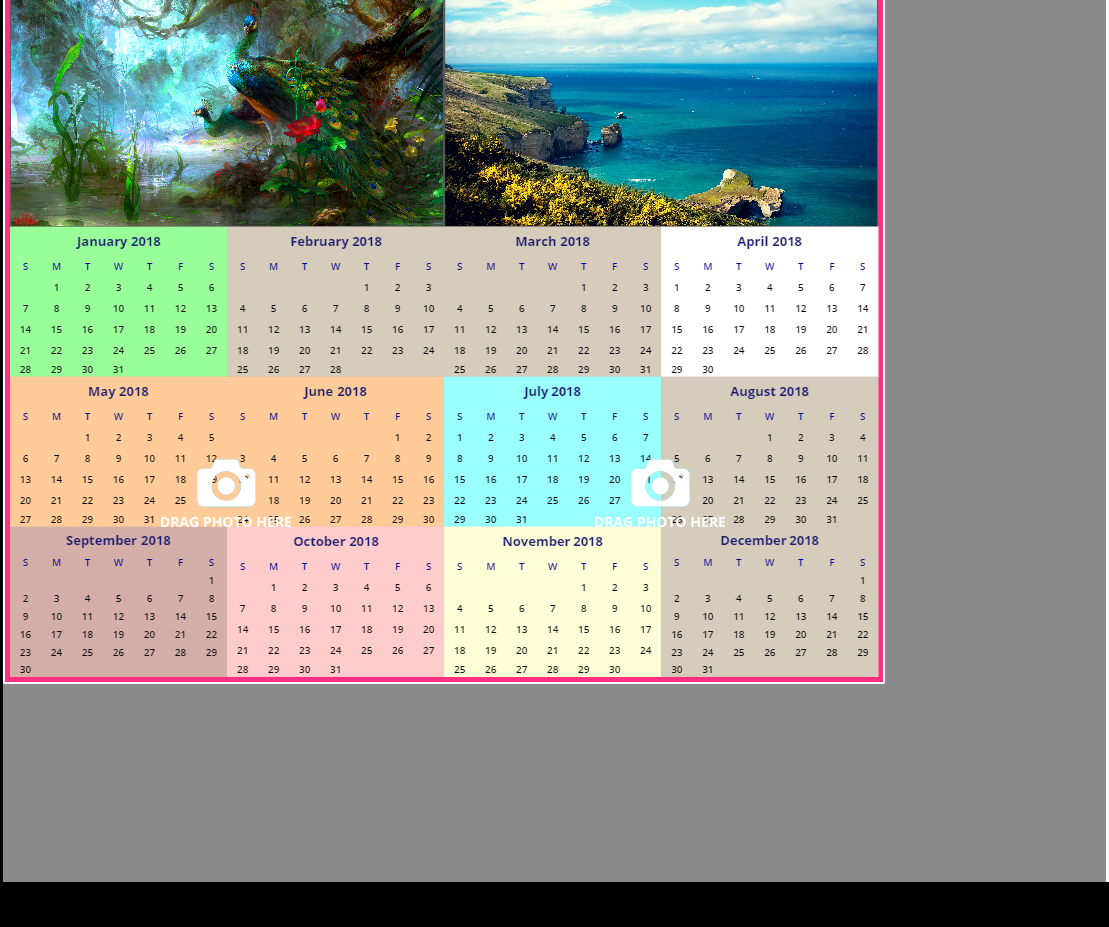 January 2018
S M T W T F S
1 2 3 4 5 6
7 8 9 10 11 12 13
14 15 16 17 18 19 20
21 22 23 24 25 26 27
28 29 30 31
February 2018
S M T W T F S
1 2 3
4 5 6 7 8 9 10
11 12 13 14 15 16 17
18 19 20 21 22 23 24
25 26 27 28
March 2018
S M T W T F S
1 2 3
4 5 6 7 8 9 10
11 12 13 14 15 16 17
18 19 20 21 22 23 24
25 26 27 28 29 30 31
April 2018
S M T W T F S
1 2 3 4 5 6 7
8 9 10 11 12 13 14
15 16 17 18 19 20 21
22 23 24 25 26 27 28
29 30
May 2018
S M T W T F S
1 2 3 4 5
6 7 8 9 10 11 12
13 14 15 16 17 18
20 21 22 23 24 25
27 28 29 30 31
June 2018
S M T W T F S
1 2
3 4 5 6 7 8 9
11 12 13 14 15 16
18 19 20 21 22 23
24 25 26 27 28 29 30
DRAG PHOTO HERE
July 2018
S M T W T F S
1 2 3 4 5 6 7
8 9 10 11 12 13 14
15 16 17 18 19 20
22 23 24 25 26 27
29 30 31
August 2018
S M T W T F S
1 2 3 4
5 6 7 8 9 10 11
13 14 15 16 17 18
20 21 22 23 24 25
26 27 28 29 30 31
DRAG PHOTO HERE
September 2018
S M T W T F S
1
2 3 4 5 6 7 8
9 10 11 12 13 14 15
16 17 18 19 20 21 22
23 24 25 26 27 28 29
30
October 2018
S M T W T F S
1 2 3 4 5 6
7 8 9 10 11 12 13
14 15 16 17 18 19 20
21 22 23 24 25 26 27
28 29 30 31
November 2018
S M T W T F S
1 2 3
4 5 6 7 8 9 10
11 12 13 14 15 16 17
18 19 20 21 22 23 24
25 26 27 28 29 30
December 2018
S M T W T F S
1
2 3 4 5 6 7 8
9 10 11 12 13 14 15
16 17 18 19 20 21 22
23 24 25 26 27 28 29
30 31